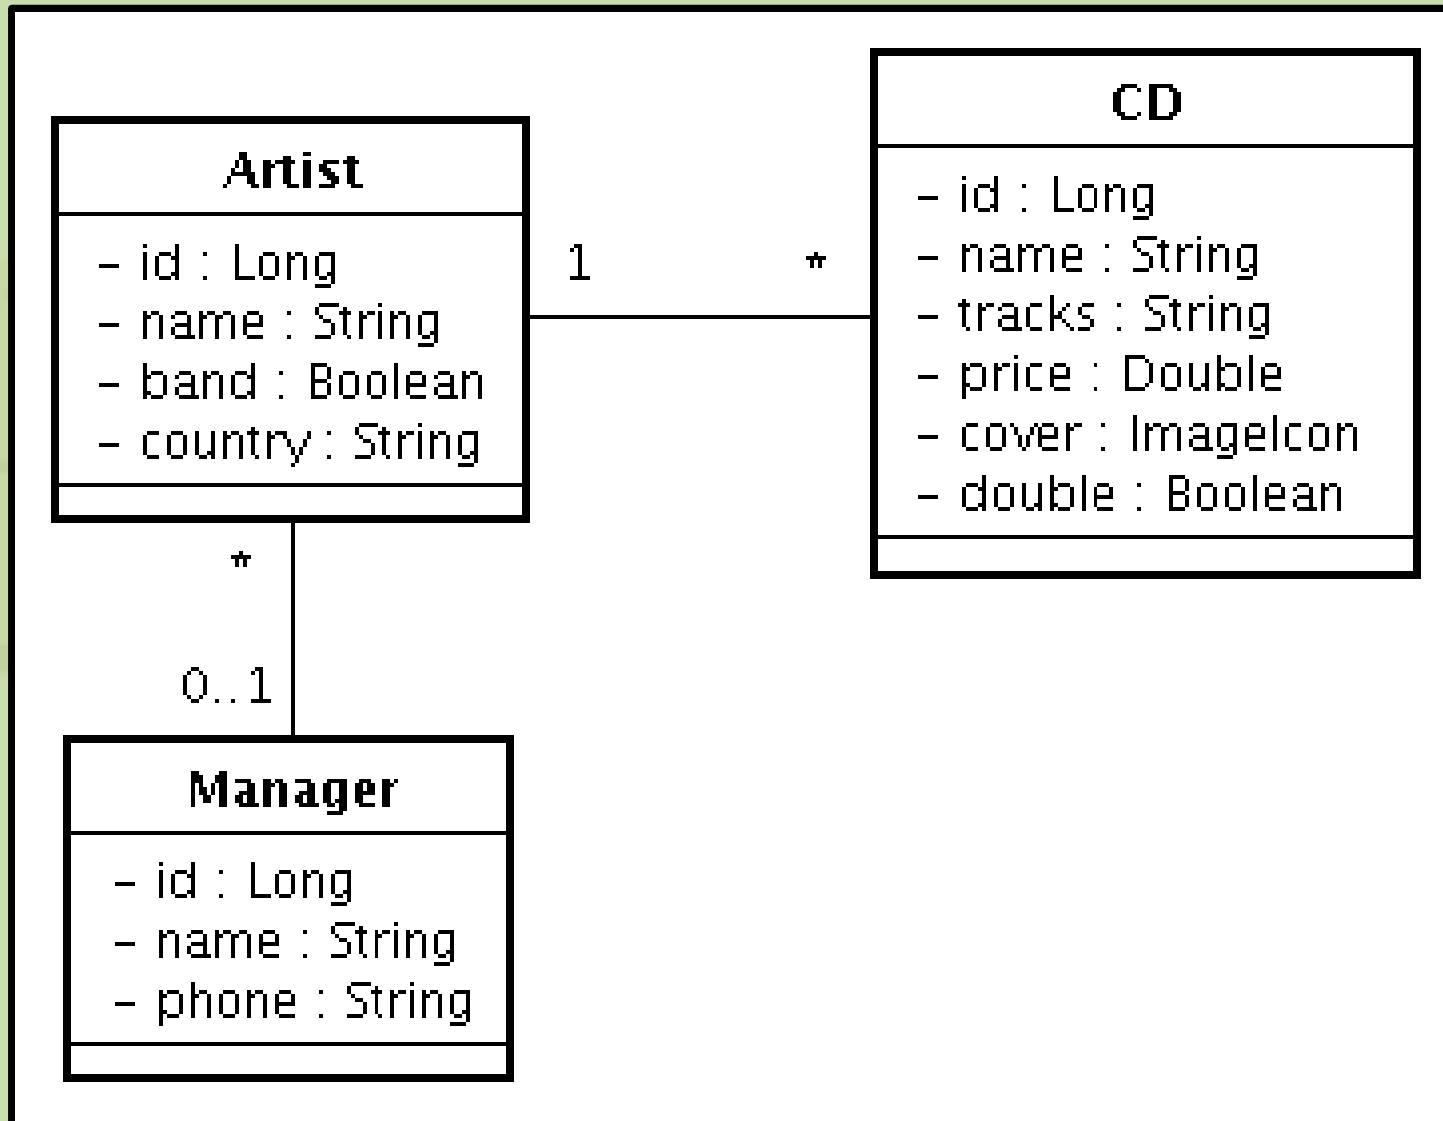 Artist
- id : Long
- name : String
- band : Boolean
- country : String
1
*
CD
- id : Long
- name : String
- tracks : String
- price : Double
- cover : ImageIcon
- double : Boolean
*
0..1
Manager
- id : Long
- name : String
- phone : String